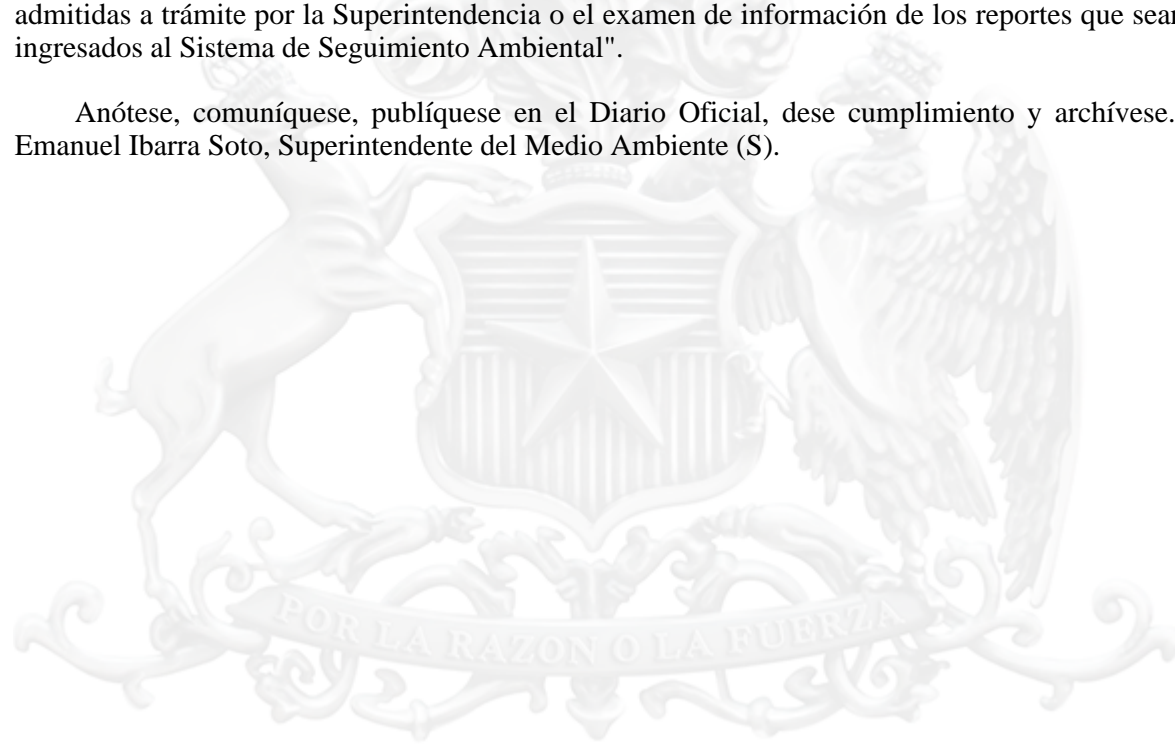 admitidas a trámite por la Superintendencia o el examen de información de los reportes que sean
ingresados al Sistema de Seguimiento Ambiental".
Anótese, comuníquese, publíquese en el Diario Oficial, dese cumplimiento y archívese.
Emanuel Ibarra Soto, Superintendente del Medio Ambiente (S).
POR LA RAZON O LA FUERZA